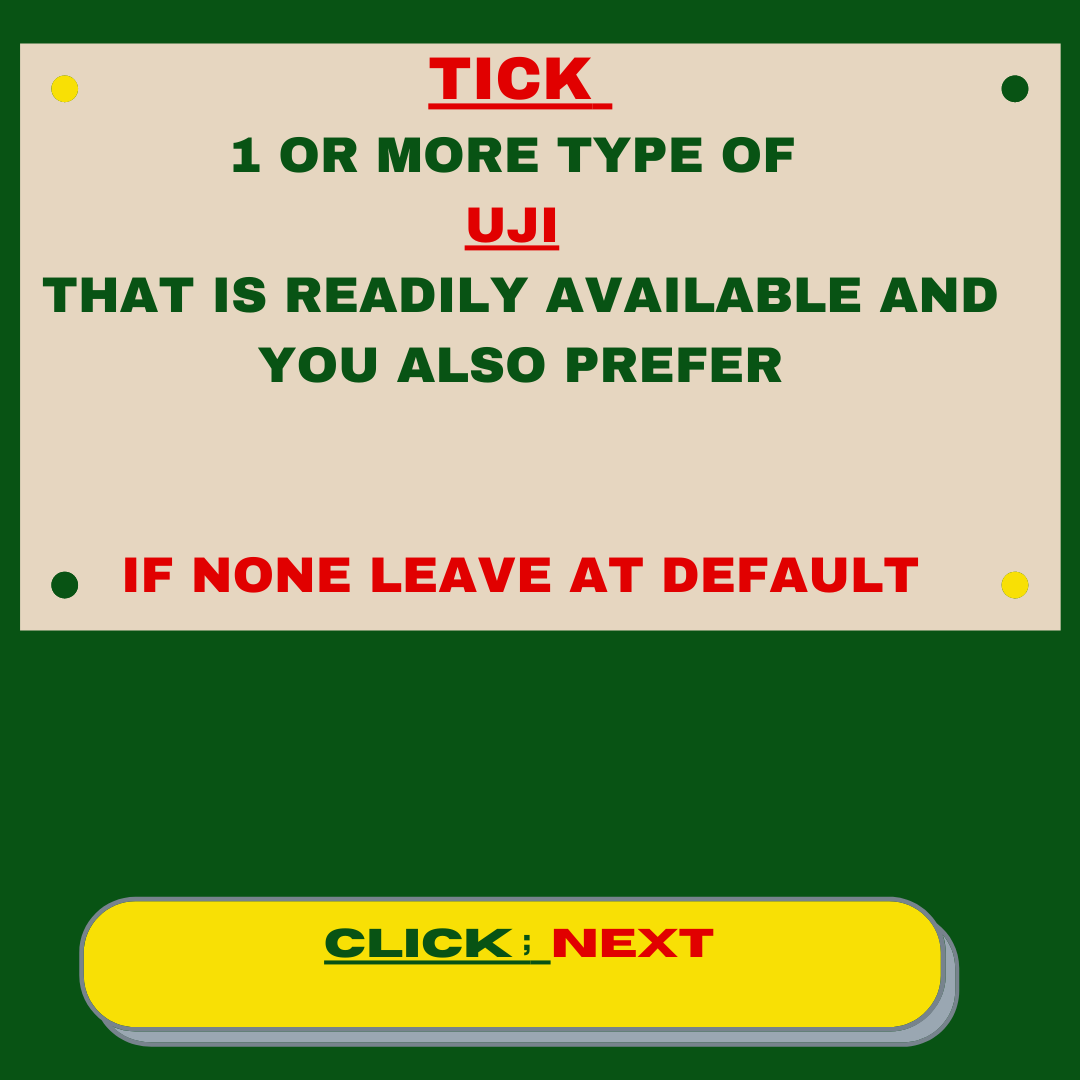 TICK
1 OR MORE TYPE OF
UJI
THAT IS READILY AVAILABLE AND
YOU ALSO PREFER
IF NONE LEAVE AT DEFAULT
CLICK ; NEXT